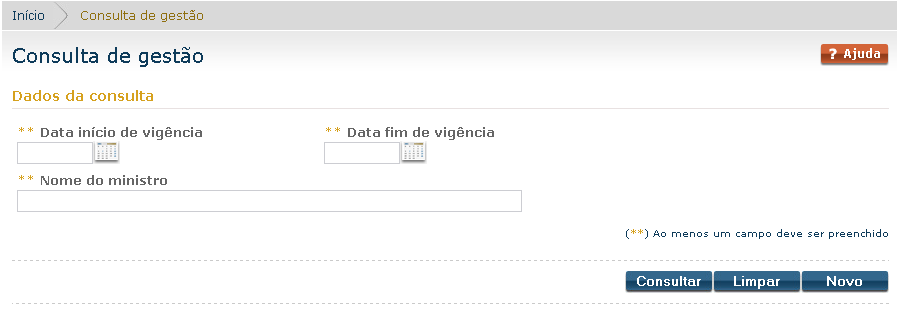 Início Consulta de gestão
Consulta de gestão
? Ajuda
Dados da consulta
** Data início de vigência ** Data fim de vigência
** Nome do ministro
(**) Ao menos um campo deve ser preenchido
Consultar Limpar Novo